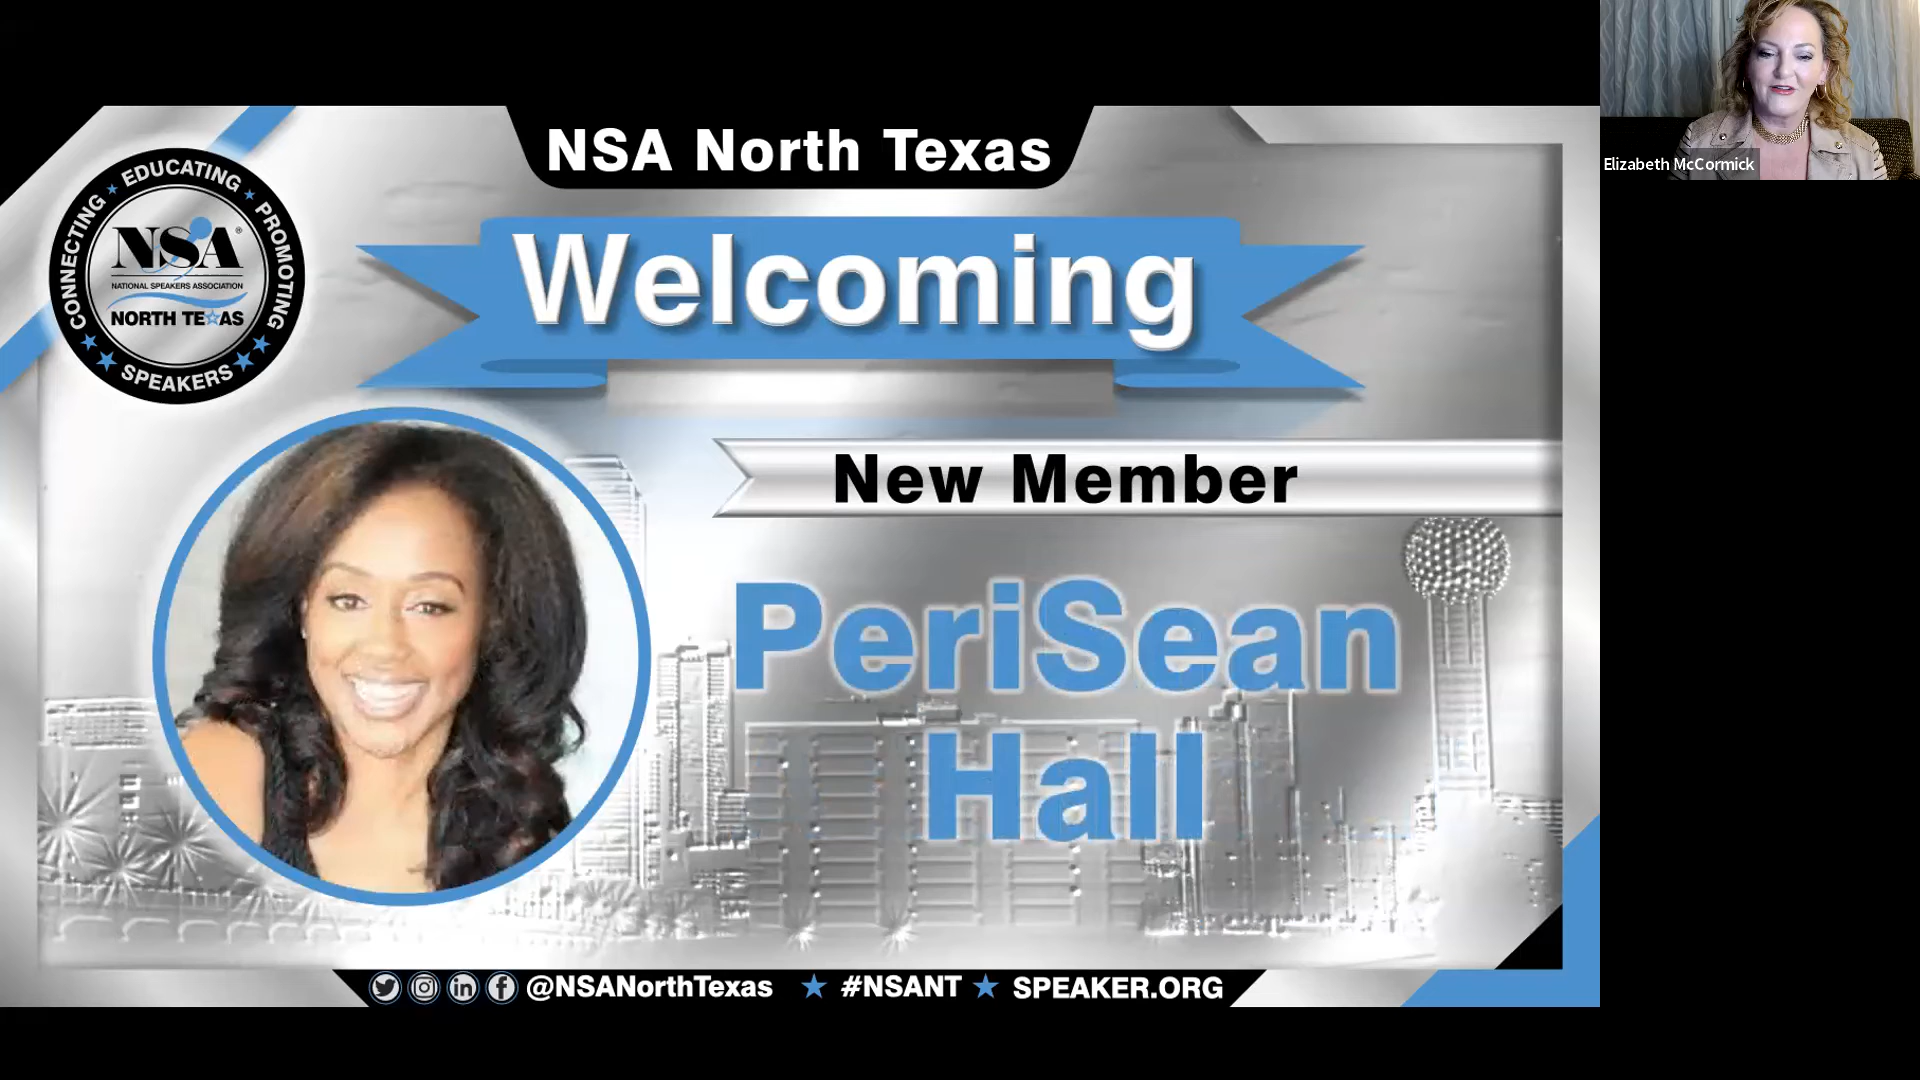 NSA North Texas
Elizabeth McCormick
CONNECTING ★ EDUCATING ★ PROMOTING
NSA®
NATIONAL SPEAKERS ASSOCIATION
NORTH TEXAS
SPEAKERS
Welcoming
New Member
PeriSean
Hall
@NSANorthTexas ★ #NSANT ★ SPEAKER.ORG